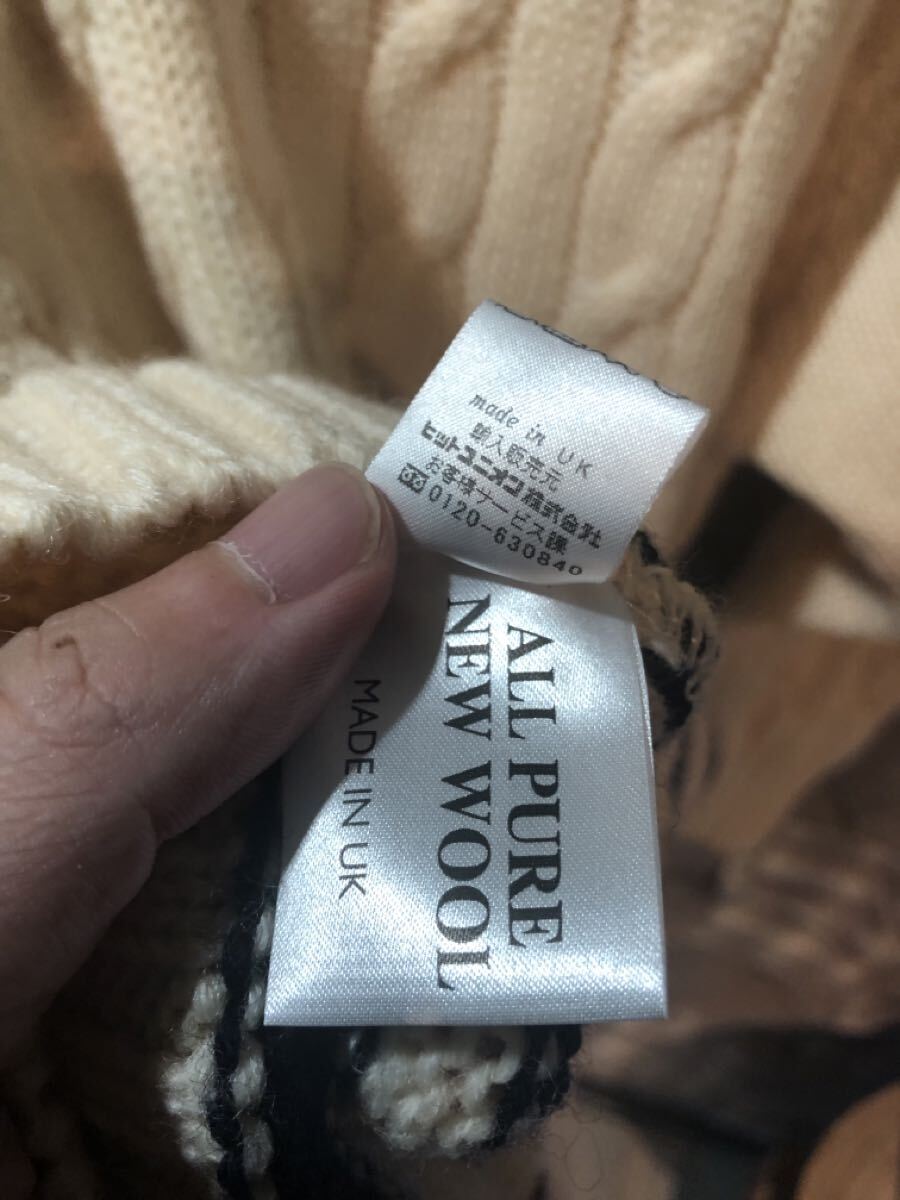 made in UK
輸入販売元
ヒットユニオン株式会社
お客様サービス課
0120-630840
ALL PURE
NEW WOOL
MADE IN UK